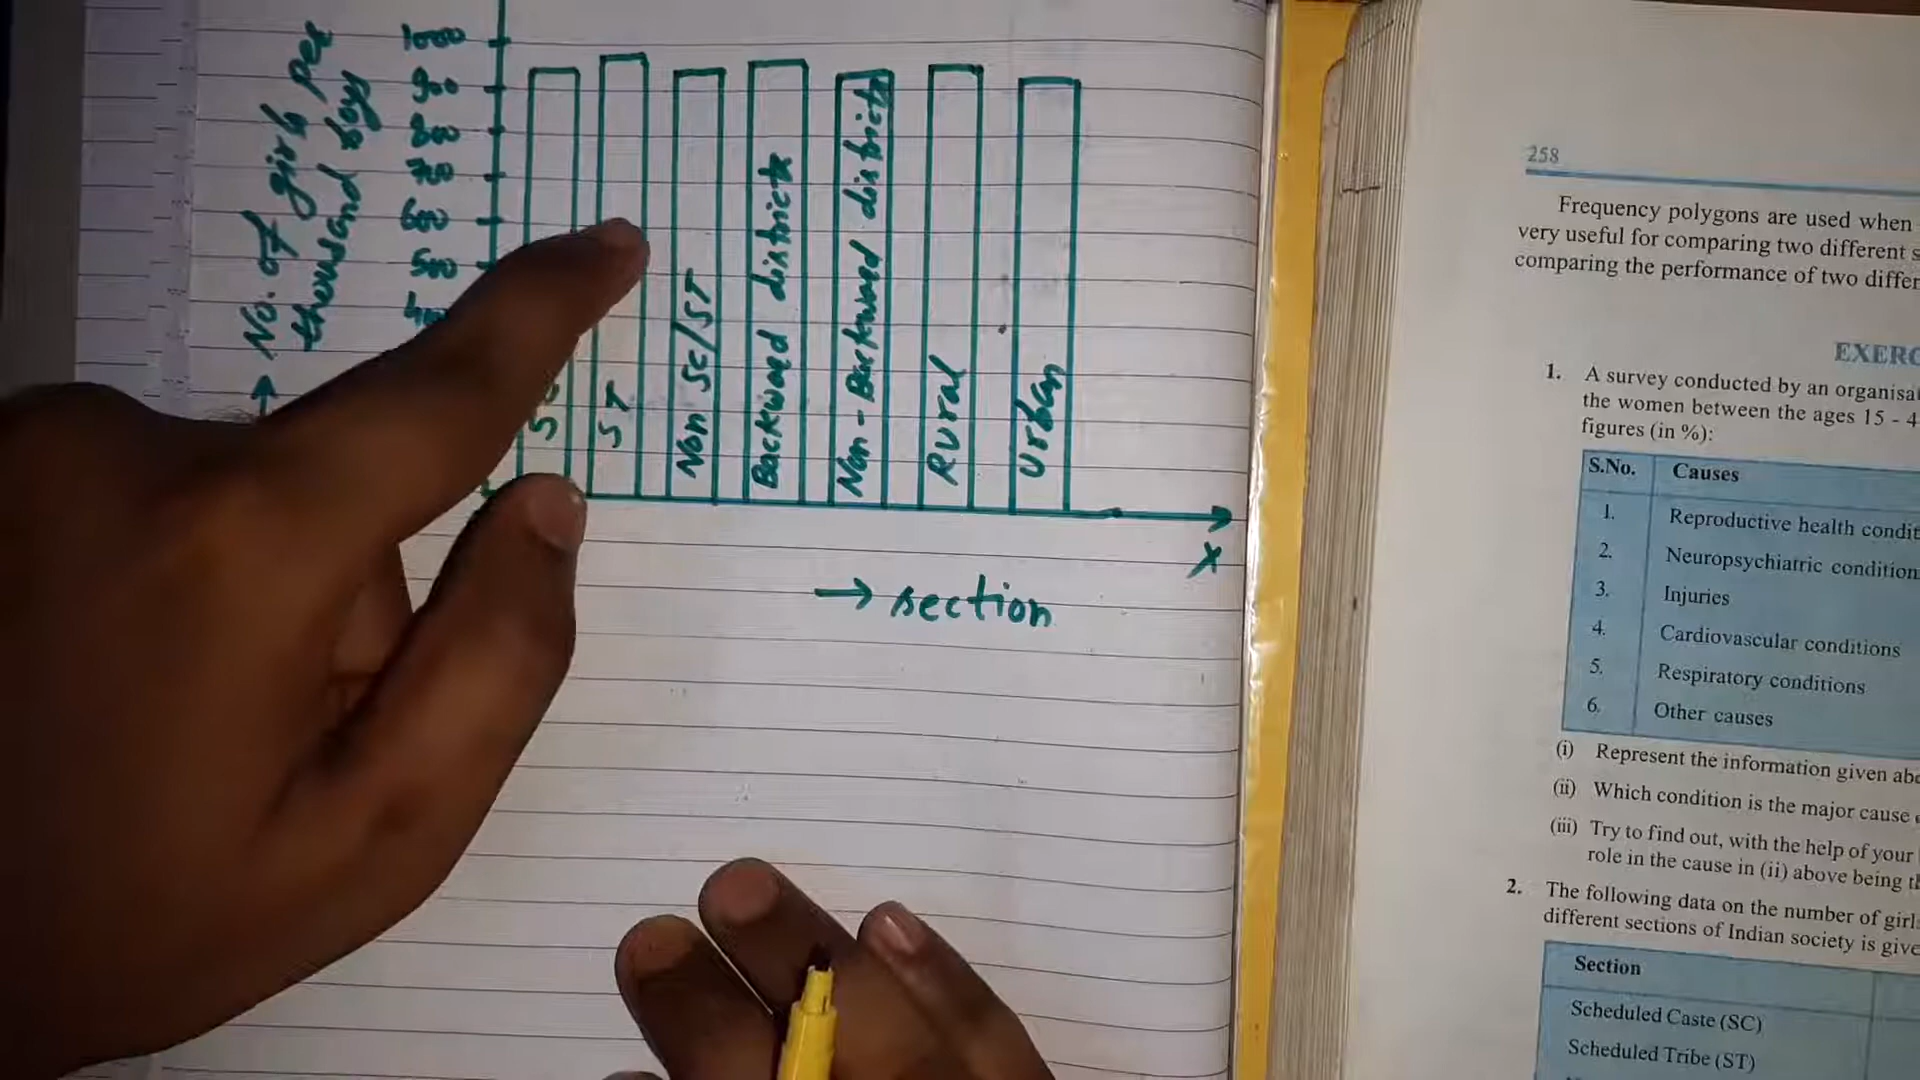 → No. of girls per
thousand boys
1000
900
800
700
600
500
ST
Non SC/ST
Backward districts
Non-Backward districts
Rural
Urban
X
→ section
258
Frequency polygons are used when
very useful for comparing two different s
comparing the performance of two differ
EXERC
1. A survey conducted by an organisa
the women between the ages 15 - 4
figures (in %):
S.No. Causes
1. Reproductive health condit
2. Neuropsychiatric condition
3. Injuries
4. Cardiovascular conditions
5. Respiratory conditions
6. Other causes
(i) Represent the information given abo
(ii) Which condition is the major cause
(iii) Try to find out, with the help of your
role in the cause in (ii) above being th
2. The following data on the number of girl
different sections of Indian society is give
Section
Scheduled Caste (SC)
Scheduled Tribe (ST)